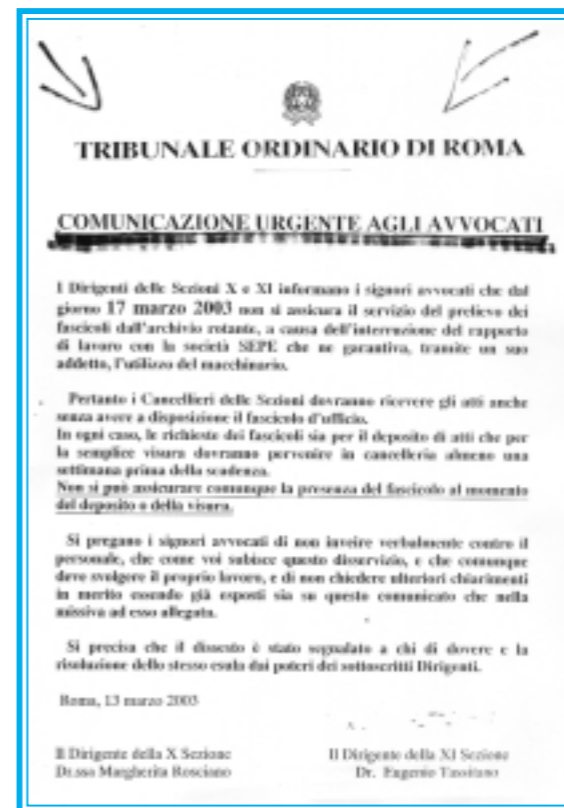 TRIBUNALE ORDINARIO DI ROMA
COMUNICAZIONE URGENTE AGLI AVVOCATI
I Dirigenti delle Sezioni X e XI informano i signori avvocati che dal
giorno 17 marzo 2003 non si assicura il servizio del prelievo dei
fascicoli dall'archivio rotante, a causa dell'interruzione del rapporto
di lavoro con la società SEPE che ne garantiva, tramite un suo
addetto, l'utilizzo del macchinario.
Pertanto i Cancellieri delle Sezioni dovranno ricevere gli atti anche
senza avere a disposizione il fascicolo d'ufficio.
In ogni caso, le richieste dei fascicoli sia per il deposito di atti che per
la semplice visura dovranno pervenire in cancelleria almeno una
settimana prima della scadenza.
Non si può assicurare comunque la presenza del fascicolo al momento
del deposito o della visura.
Si pregano i signori avvocati di non inveire verbalmente contro il
personale, che come voi subisce questo disservizio, e che comunque
deve svolgere il proprio lavoro, e di non chiedere ulteriori chiarimenti
in merito essendo già esposti sia su questo comunicato che nella
missiva ad esso allegata.
Si precisa che il dissesto è stato segnalato a chi di dovere e la
risoluzione dello stesso esula dai poteri dei sottoscritti Dirigenti.
Roma, 13 marzo 2003
Il Dirigente della X Sezione
Dr.ssa Margherita Rosciano
Il Dirigente della XI Sezione
Dr. Eugenio